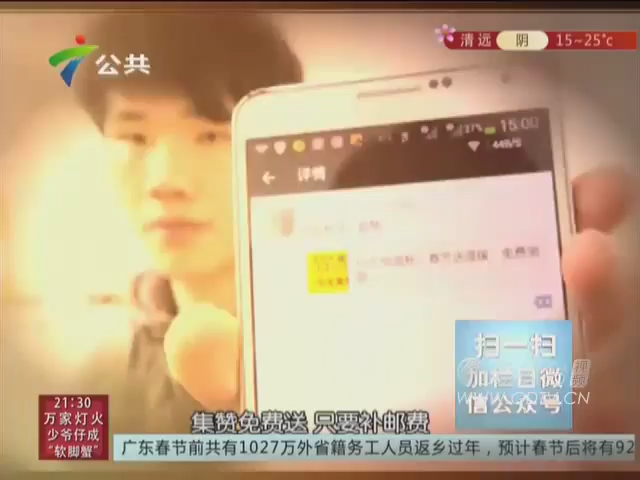 公共
清远 阴 15~25°C
15:00
详情
扫一扫
加栏目微
信公众号
WWW.GDTV.CN
集赞免费送 只要补邮费
21:30
万家灯火
少爷仔成
“软脚蟹”
广东春节前共有1027万外省籍务工人员返乡过年，预计春节后将有92